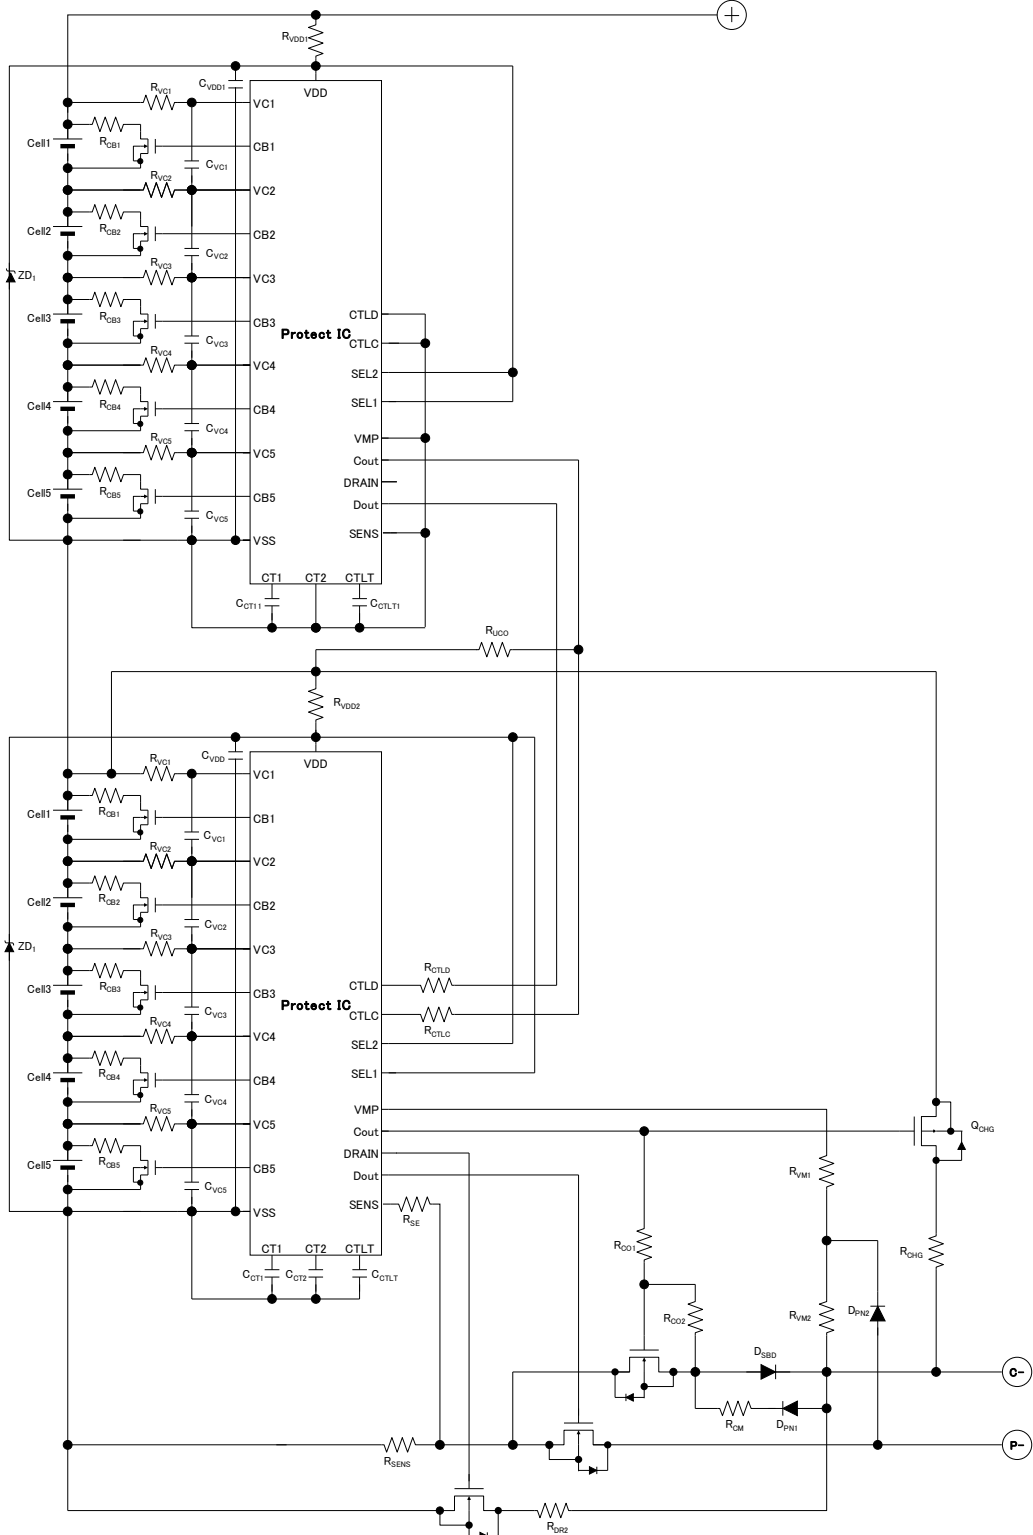 +
RVDD1
CVDD1
VDD
RVC1
VC1
Cell1
RCB1
CB1
CVC1
RVC2
VC2
Cell2
RCB2
CB2
CVC2
RVC3
VC3
ZD1
Cell3
RCB3
CB3
CVC3
RVC4
VC4
Cell4
RCB4
CB4
CVC4
RVC5
VC5
Cell5
RCB5
CB5
CVC5
VSS
Protect IC
CTLD
CTLC
SEL2
SEL1
VMP
Cout
DRAIN
Dout
SENS
CT1 CT2 CTLT
CCT11
CCTLT1
RUCO
RVDD2
CVDD
VDD
RVC1
VC1
Cell1
RCB1
CB1
CVC1
RVC2
VC2
Cell2
RCB2
CB2
CVC2
RVC3
VC3
ZD1
Cell3
RCB3
CB3
CVC3
RVC4
VC4
Cell4
RCB4
CB4
CVC4
RVC5
VC5
Cell5
RCB5
CB5
CVC5
VSS
Protect IC
CTLD
RCTLD
CTLC
RCTLC
SEL2
SEL1
VMP
Cout
DRAIN
Dout
SENS
RSE
CT1 CT2 CTLT
CCT1
CCT2
CCTLT
QCHG
RVM1
RCO1
RCHG
RCO2
RVM2
DPN2
DSBD
C-
RCM
DPN1
P-
RSENS
RDR2